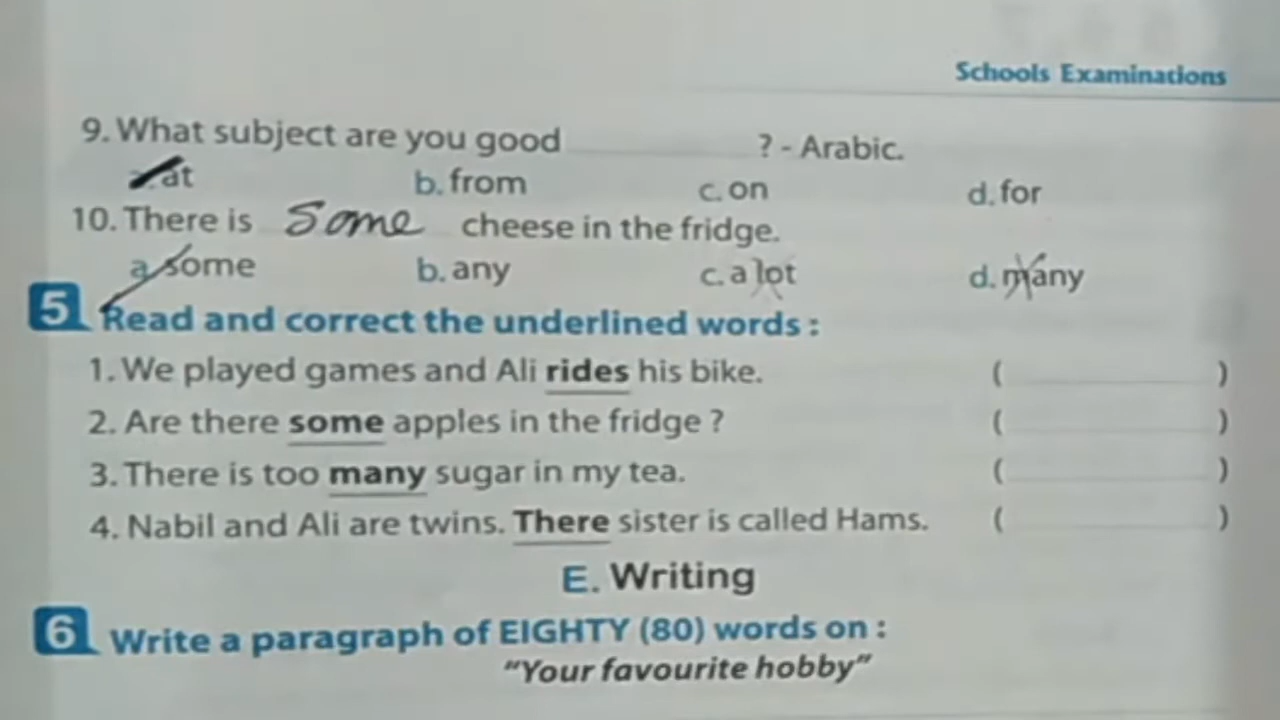 Schools Examinations
9. What subject are you good ? - Arabic.
a. at b. from c. on d. for
10. There is some cheese in the fridge.
a some b. any c. a lot d. many
5 Read and correct the underlined words :
1. We played games and Ali rides his bike. ( )
2. Are there some apples in the fridge ? ( )
3. There is too many sugar in my tea. ( )
4. Nabil and Ali are twins. There sister is called Hams. ( )
E. Writing
6 Write a paragraph of EIGHTY (80) words on :
"Your favourite hobby"